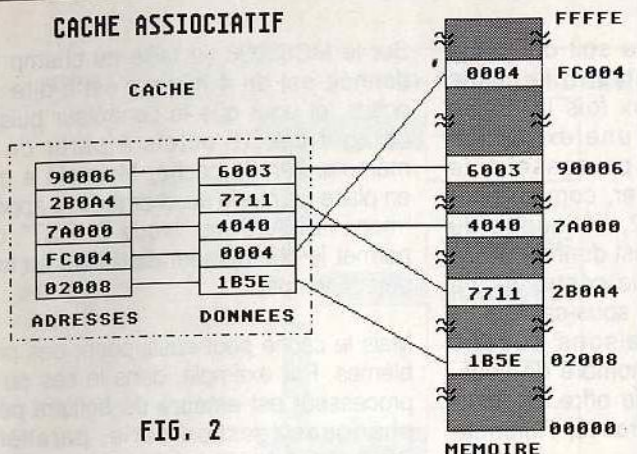 CACHE ASSIOCIATIF
CACHE
90006
2B0A4
7A000
FC004
02008
ADRESSES
6003
7711
4040
0004
1B5E
DONNEES
FIG. 2
0004
6003
4040
7711
1B5E
MEMOIRE
FFFFE
FC004
90006
7A000
2B0A4
02008
00000